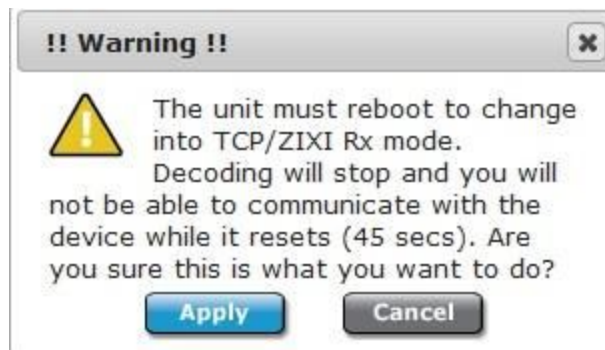 !! Warning !!
The unit must reboot to change
into TCP/ZIXI Rx mode.
Decoding will stop and you will
not be able to communicate with the
device while it resets (45 secs). Are
you sure this is what you want to do?
Apply Cancel